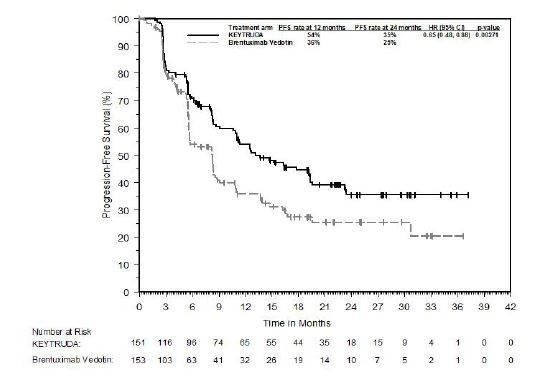 Treatment arm PFS rate at 12 months PFS rate at 24 months HR (95% CI) p-value
KEYTRUDA 54% 35% 0.65 (0.48, 0.88) 0.00271
Brentuximab Vedotin 36% 25%
100
90
80
70
60
50
40
30
20
10
0
Progression-Free Survival (%)
0 3 6 9 12 15 18 21 24 27 30 33 36 39 42
Time in Months
Number at Risk
KEYTRUDA: 151 116 96 74 65 55 44 35 18 15 9 4 1 0 0
Brentuximab Vedotin: 153 103 63 41 32 26 19 14 10 7 5 2 1 0 0